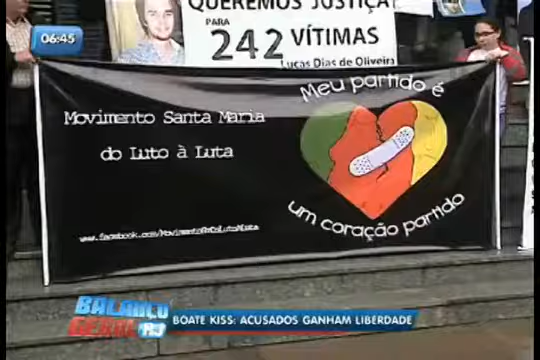 06:45
QUEREMOS JUSTIÇA!
PARA
242 VÍTIMAS
Lucas Dias de Oliveira
Meu partido é
Movimento Santa Maria
do Luto à Luta
um coração partido
www.facebook.com/MovimentoDoLutoALuta
BALANÇO
GERAL RJ
BOATE KISS: ACUSADOS GANHAM LIBERDADE